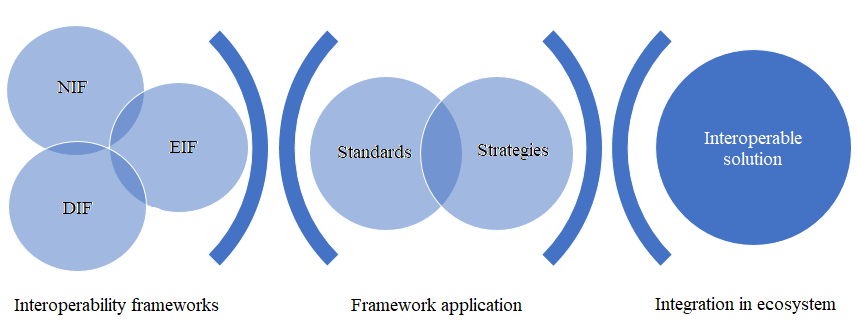 NIF
EIF
DIF
Standards
Strategies
Interoperable
solution
Interoperability frameworks
Framework application
Integration in ecosystem